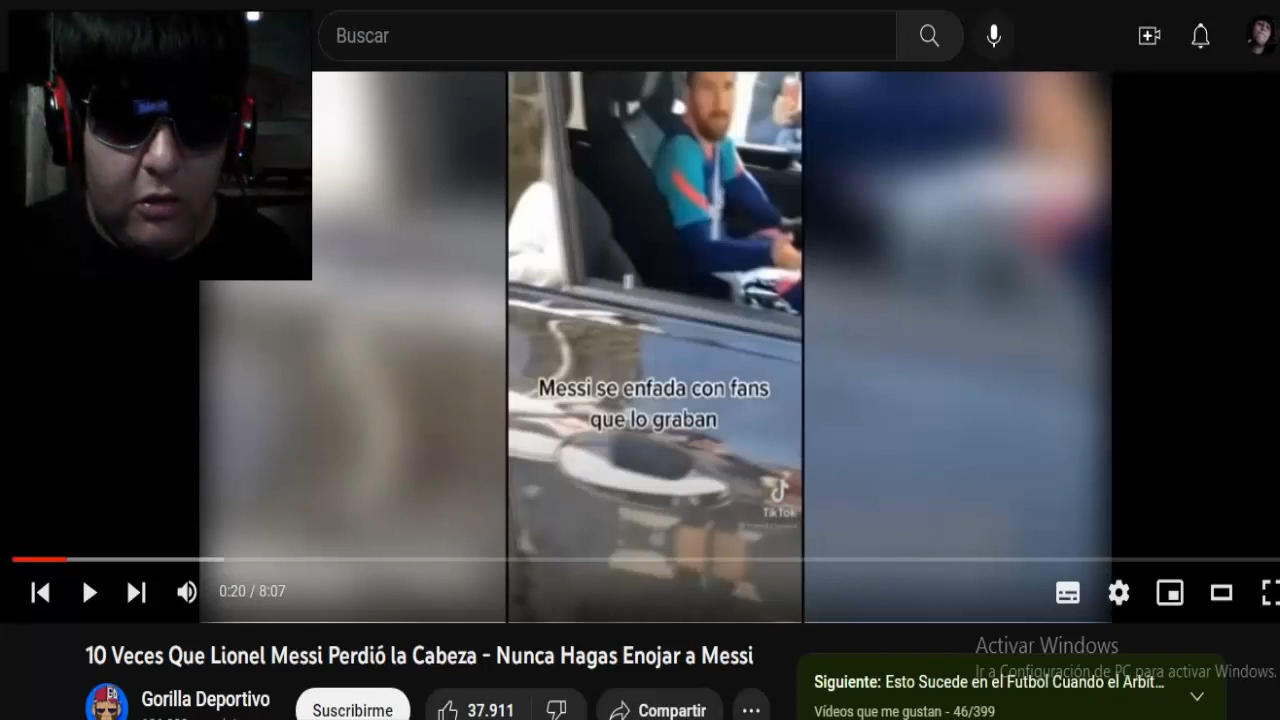 Buscar
Messi se enfada con fans
que lo graban
TikTok
0:20 / 8:07
10 Veces Que Lionel Messi Perdió la Cabeza - Nunca Hagas Enojar a Messi
Activar Windows
Ir a Configuración de PC para activar Windows.
Siguiente: Esto Sucede en el Futbol Cuando el Arbit...
Vídeos que me gustan - 46/399
Gorilla Deportivo
Suscribirme
37.911
Compartir